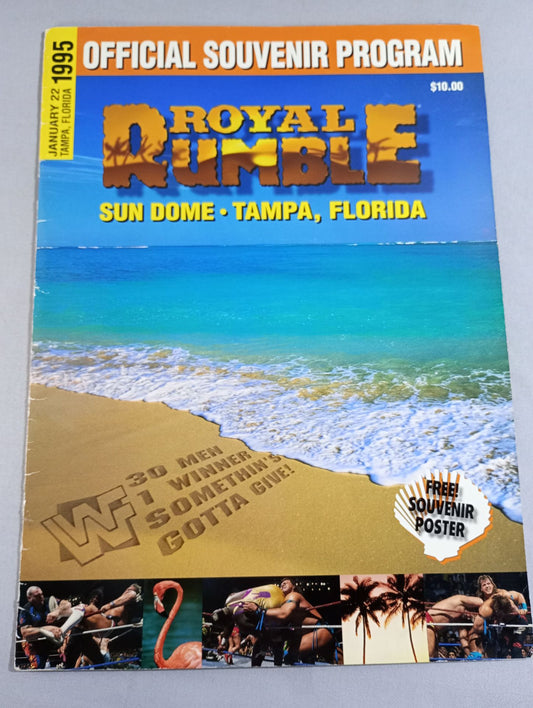 JANUARY 22
TAMPA, FLORIDA
1995
OFFICIAL SOUVENIR PROGRAM
$10.00
ROYAL
RUMBLE
SUN DOME • TAMPA, FLORIDA
WF
30 MEN
1 WINNER
SOMETHIN'S
GOTTA GIVE!
FREE!
SOUVENIR
POSTER